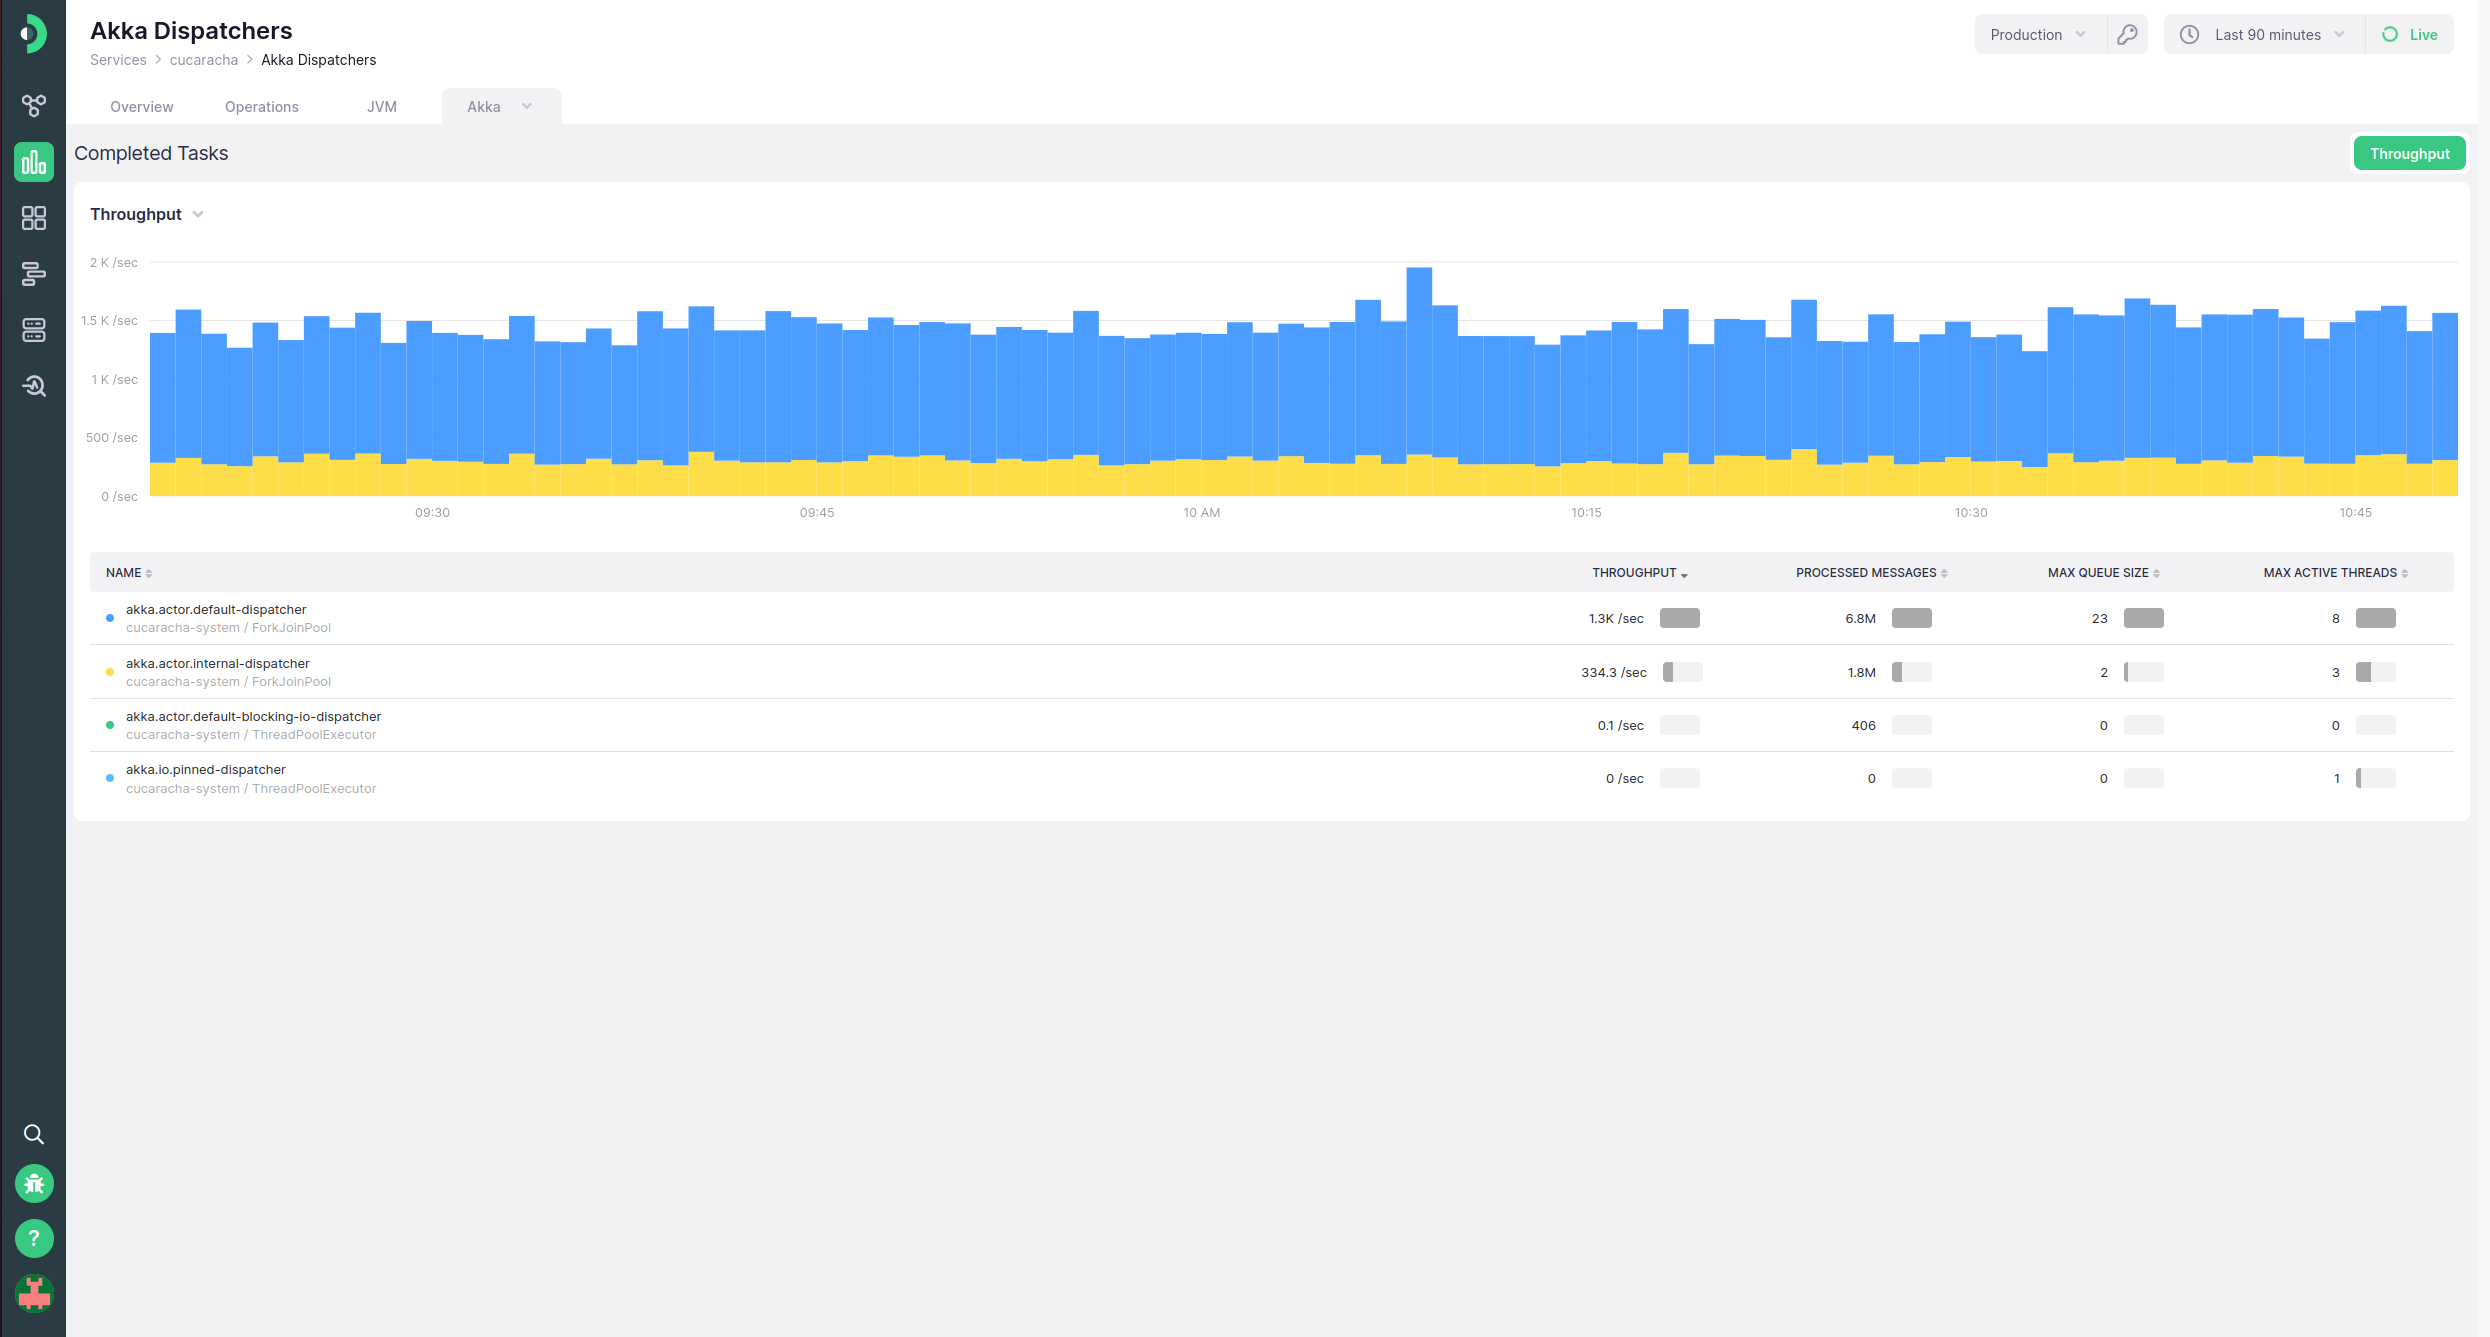 Akka Dispatchers
Services > cucaracha > Akka Dispatchers
Production
Last 90 minutes
Live
Overview
Operations
JVM
Akka
Completed Tasks
Throughput
Throughput
2 K /sec
1.5 K /sec
1 K /sec
500 /sec
0 /sec
09:30
09:45
10 AM
10:15
10:30
10:45
NAME THROUGHPUT PROCESSED MESSAGES MAX QUEUE SIZE MAX ACTIVE THREADS
akka.actor.default-dispatcher
cucaracha-system / ForkJoinPool
1.3K /sec 6.8M 23 8
akka.actor.internal-dispatcher
cucaracha-system / ForkJoinPool
334.3 /sec 1.8M 2 3
akka.actor.default-blocking-io-dispatcher
cucaracha-system / ThreadPoolExecutor
0.1 /sec 406 0 0
akka.io.pinned-dispatcher
cucaracha-system / ThreadPoolExecutor
0 /sec 0 0 1
?